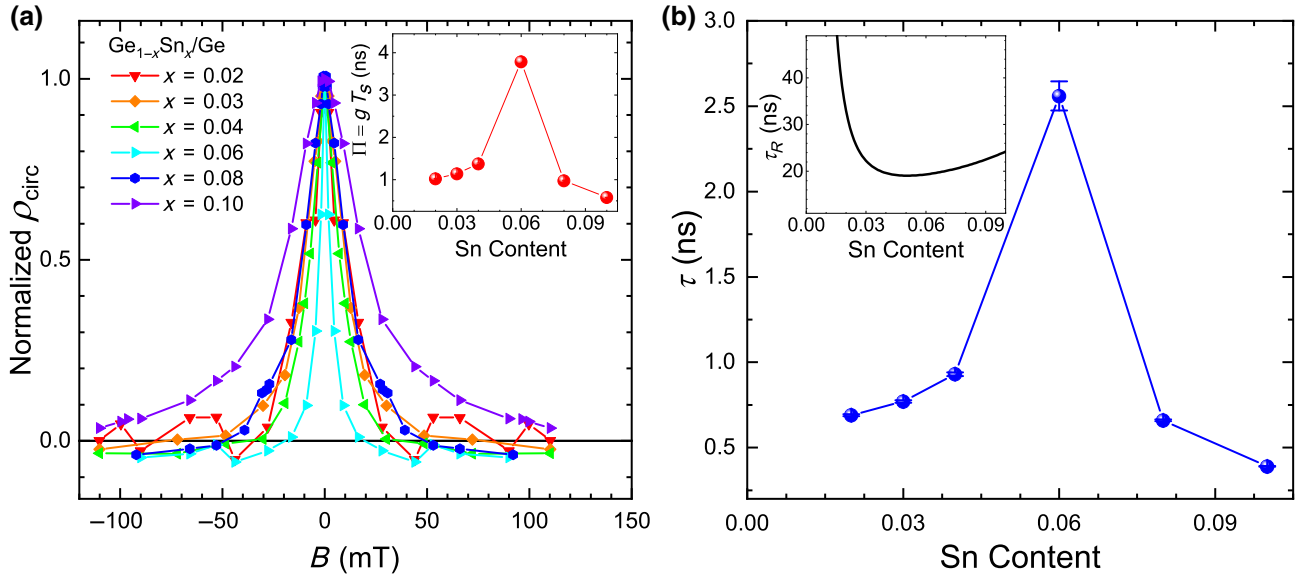 (a)
Ge1−xSnx/Ge
x = 0.02
x = 0.03
x = 0.04
x = 0.06
x = 0.08
x = 0.10
Normalized ρcirc
1.0
0.5
0.0
−100
−50
0
50
100
150
B (mT)
Π = g TS (ns)
4
3
2
1
0.00
0.03
0.06
0.09
Sn Content
(b)
τ (ns)
3.0
2.5
2.0
1.5
1.0
0.5
0.00
0.03
0.06
0.09
Sn Content
τR (ns)
40
30
20
0.00
0.03
0.06
0.09
Sn Content